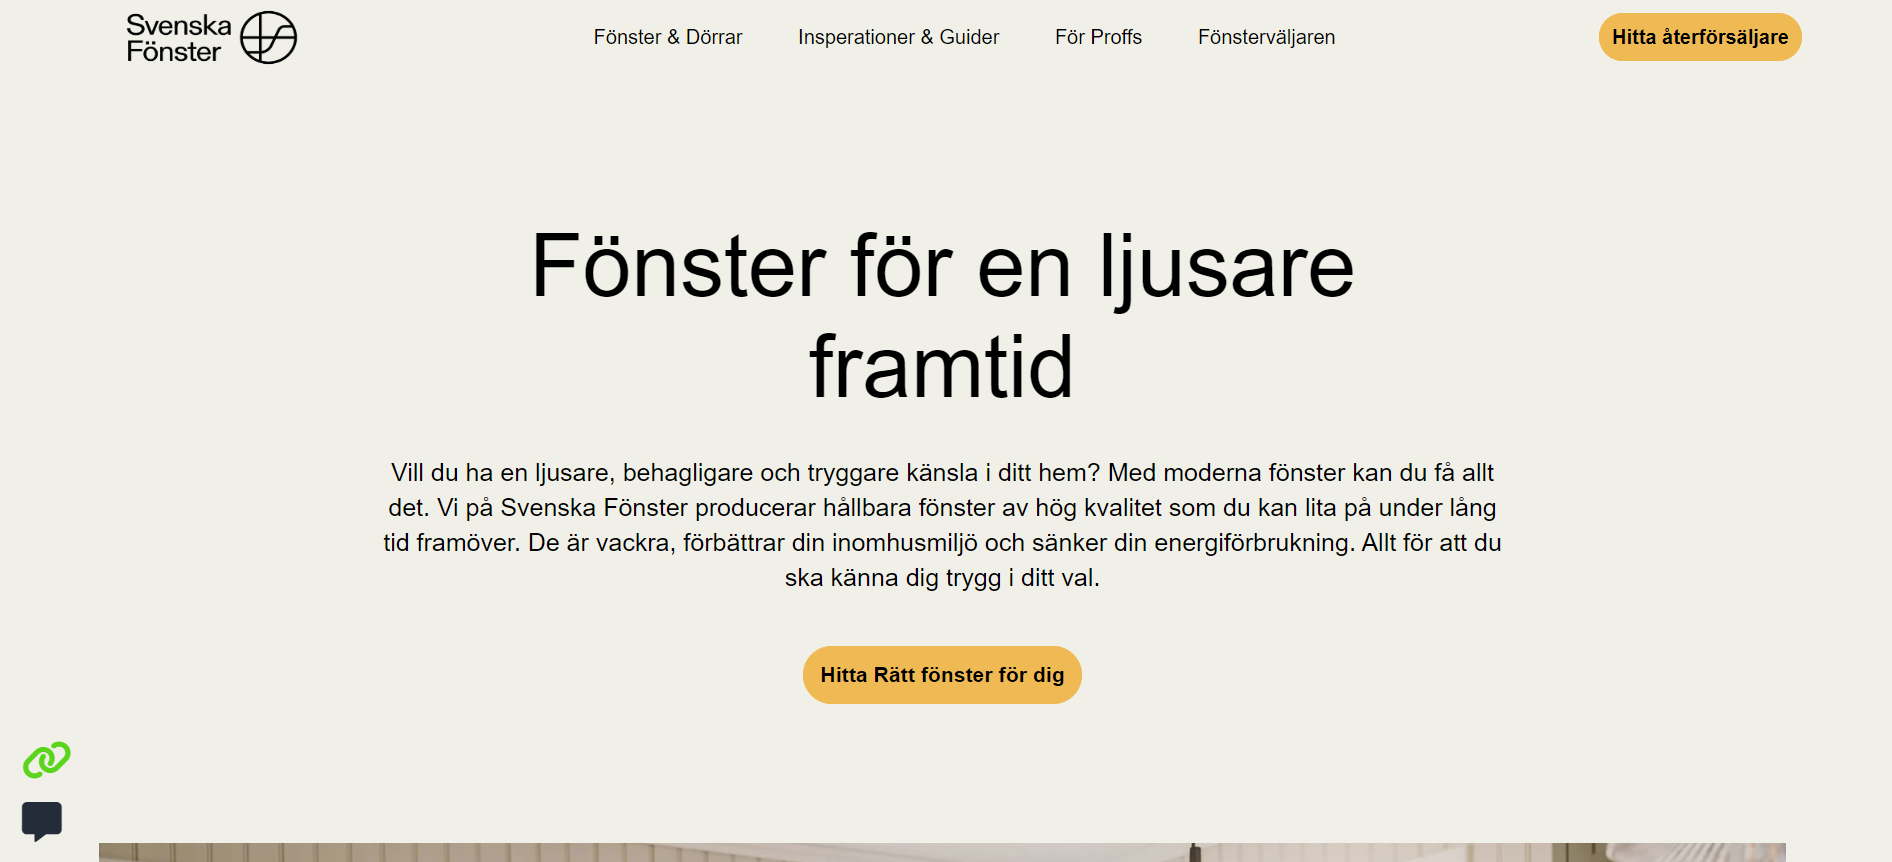 Svenska
Fönster
Fönster & Dörrar
Insperationer & Guider
För Proffs
Fönsterväljaren
Hitta återförsäljare
Fönster för en ljusare
framtid
Vill du ha en ljusare, behagligare och tryggare känsla i ditt hem? Med moderna fönster kan du få allt
det. Vi på Svenska Fönster producerar hållbara fönster av hög kvalitet som du kan lita på under lång
tid framöver. De är vackra, förbättrar din inomhusmiljö och sänker din energiförbrukning. Allt för att du
ska känna dig trygg i ditt val.
Hitta Rätt fönster för dig